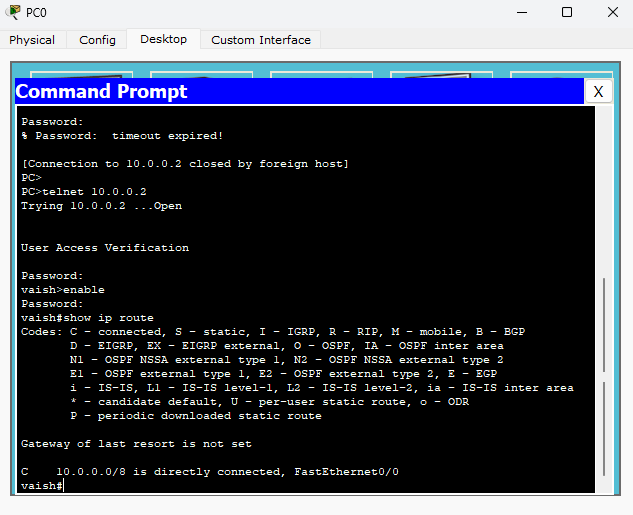 PC0
Physical Config Desktop Custom Interface
Command Prompt
X
Password:
% Password:  timeout expired!
[Connection to 10.0.0.2 closed by foreign host]
PC>
PC>telnet 10.0.0.2
Trying 10.0.0.2 ...Open
User Access Verification
Password:
vaish>enable
Password:
vaish#show ip route
Codes: C - connected, S - static, I - IGRP, R - RIP, M - mobile, B - BGP
       D - EIGRP, EX - EIGRP external, O - OSPF, IA - OSPF inter area
       N1 - OSPF NSSA external type 1, N2 - OSPF NSSA external type 2
       E1 - OSPF external type 1, E2 - OSPF external type 2, E - EGP
       i - IS-IS, L1 - IS-IS level-1, L2 - IS-IS level-2, ia - IS-IS inter area
       * - candidate default, U - per-user static route, o - ODR
       P - periodic downloaded static route
Gateway of last resort is not set
C    10.0.0.0/8 is directly connected, FastEthernet0/0
vaish#